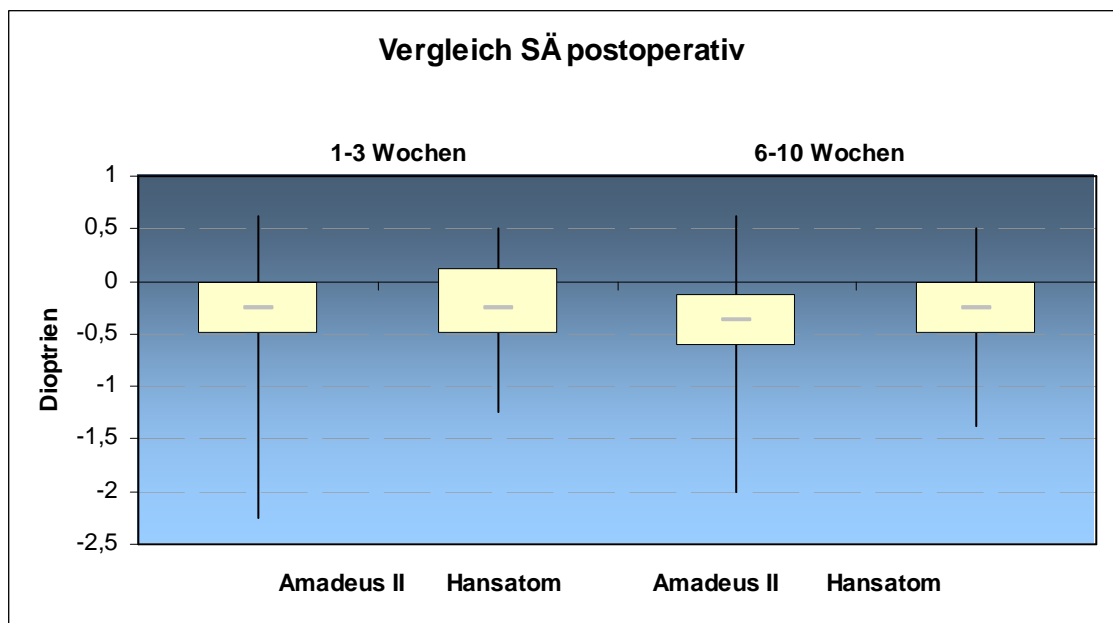 Vergleich SÄ postoperativ
1-3 Wochen 6-10 Wochen
1
0,5
0
-0,5
-1
-1,5
-2
-2,5
Dioptrien
Amadeus II Hansatom Amadeus II Hansatom